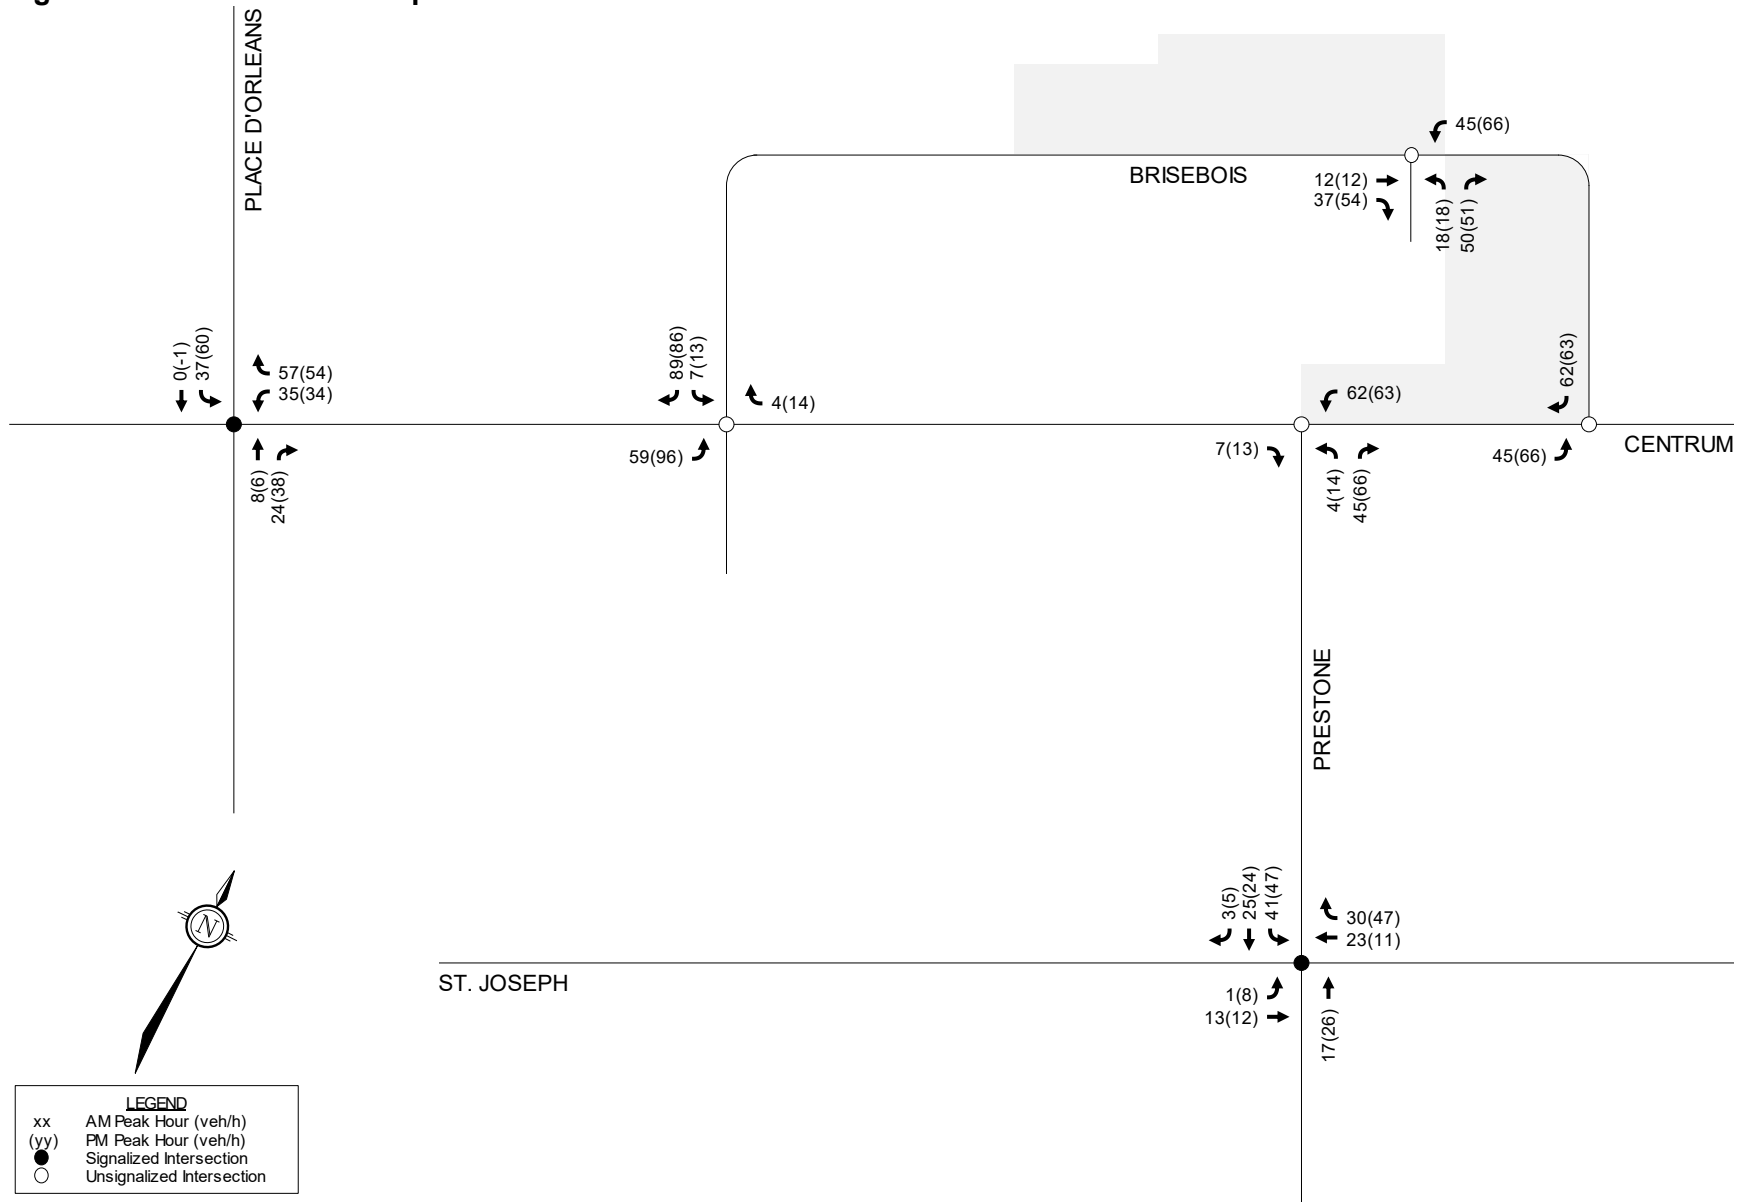 PLACE D'ORLEANS
45(66)
BRISEBOIS
12(12)
37(54)
18(18)
50(51)
0(-1)
37(60)
57(54)
35(34)
8(6)
24(38)
89(86)
7(13)
4(14)
59(96)
62(63)
7(13)
4(14)
45(66)
62(63)
45(66)
CENTRUM
PRESTONE
3(5)
25(24)
41(47)
30(47)
23(11)
ST. JOSEPH
1(8)
13(12)
17(26)
N
LEGEND
xx AM Peak Hour (veh/h)
(yy) PM Peak Hour (veh/h)
Signalized Intersection
Unsignalized Intersection